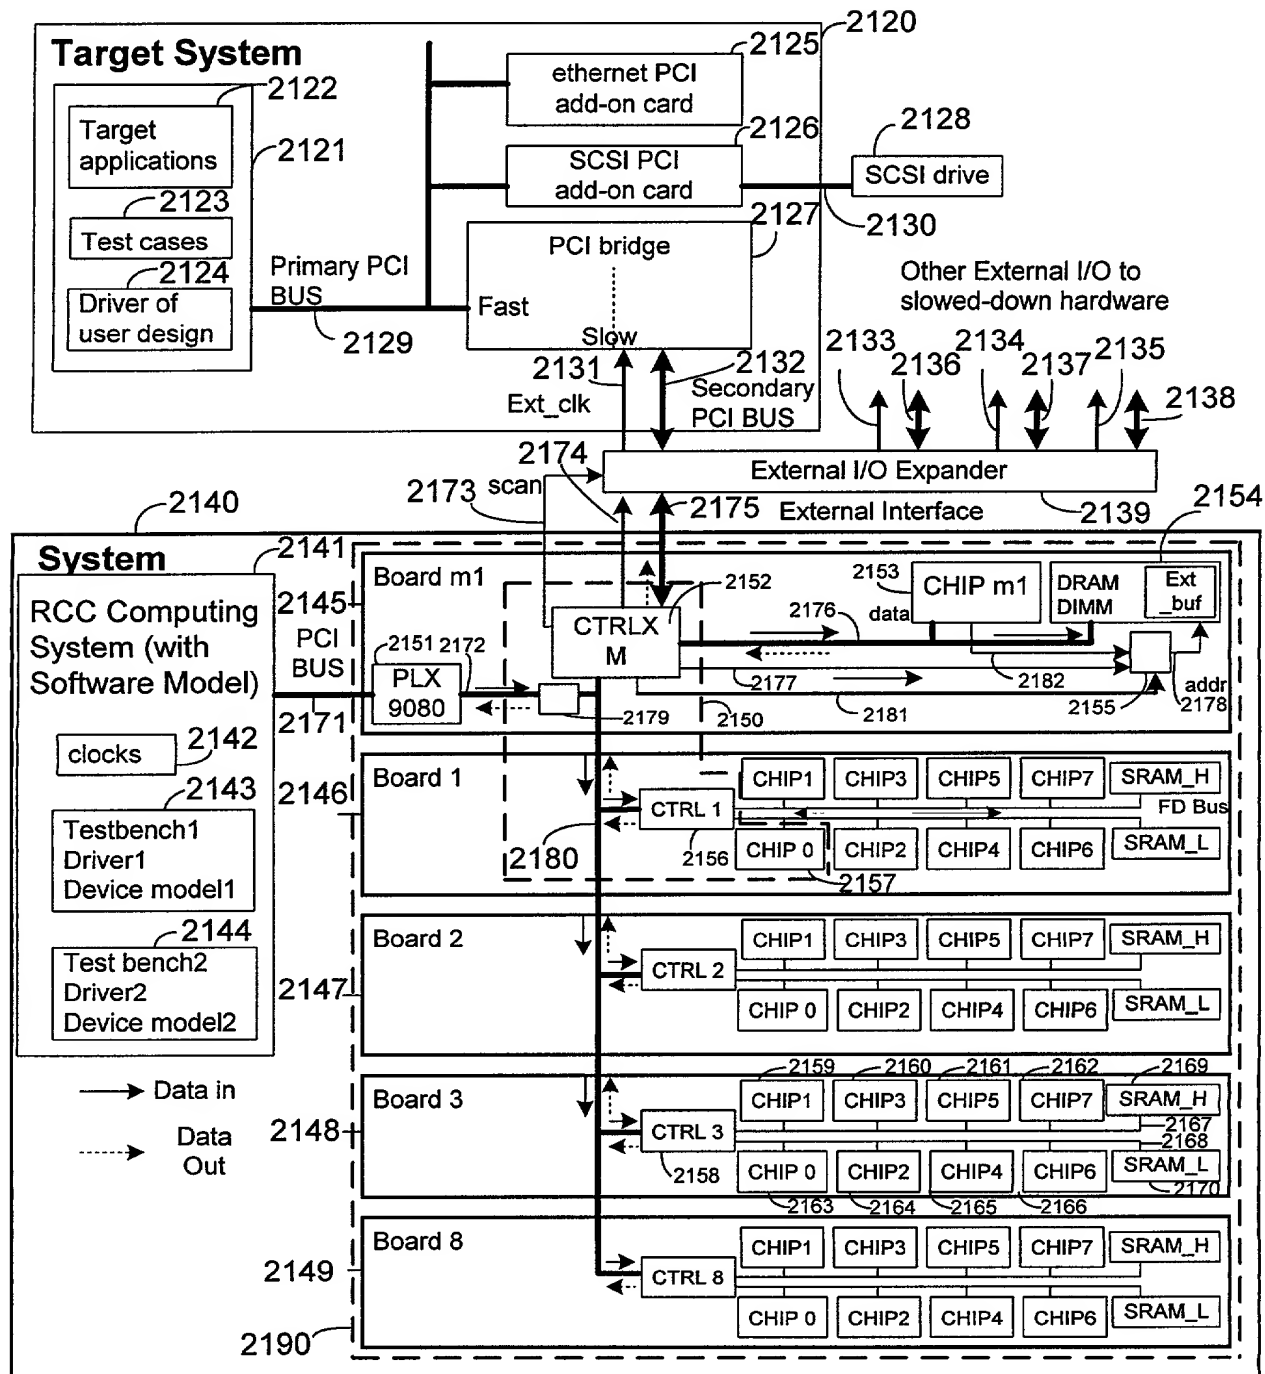 2120
Target System
2125
ethernet PCI
add-on card
2122
Target
applications
2121
2126
SCSI PCI
add-on card
2128
SCSI drive
2123
Test cases
2127
2130
PCI bridge
2124
Driver of
user design
Primary PCI
BUS
2129
Fast
Slow
Other External I/O to
slowed-down hardware
2133
2134
2135
2136
2137
2138
2131
2132
Ext_clk
Secondary
PCI BUS
2174
External I/O Expander
2173
scan
2175
External Interface
2139
2154
2140
System
2141
RCC Computing
System (with
Software Model)
2145
PCI
BUS
2171
Board m1
2151
2172
PLX
9080
2179
2152
CTRLX
M
2150
2153
CHIP m1
data
2176
DRAM
DIMM
Ext
_buf
2177
2182
2181
2155
addr
2178
clocks
2142
2143
Testbench1
Driver1
Device model1
2144
Test bench2
Driver2
Device model2
Data in
Data
Out
2146
Board 1
CHIP1
CHIP3
CHIP5
CHIP7
SRAM_H
CTRL 1
FD Bus
2180
2156
CHIP 0
CHIP2
CHIP4
CHIP6
SRAM_L
2157
2147
Board 2
CHIP1
CHIP3
CHIP5
CHIP7
SRAM_H
CTRL 2
CHIP 0
CHIP2
CHIP4
CHIP6
SRAM_L
2159
2160
2161
2162
2169
2148
Board 3
CHIP1
CHIP3
CHIP5
CHIP7
SRAM_H
CTRL 3
2167
2168
2158
CHIP 0
CHIP2
CHIP4
CHIP6
SRAM_L
2170
2163
2164
2165
2166
2149
Board 8
CHIP1
CHIP3
CHIP5
CHIP7
SRAM_H
CTRL 8
CHIP 0
CHIP2
CHIP4
CHIP6
SRAM_L
2190